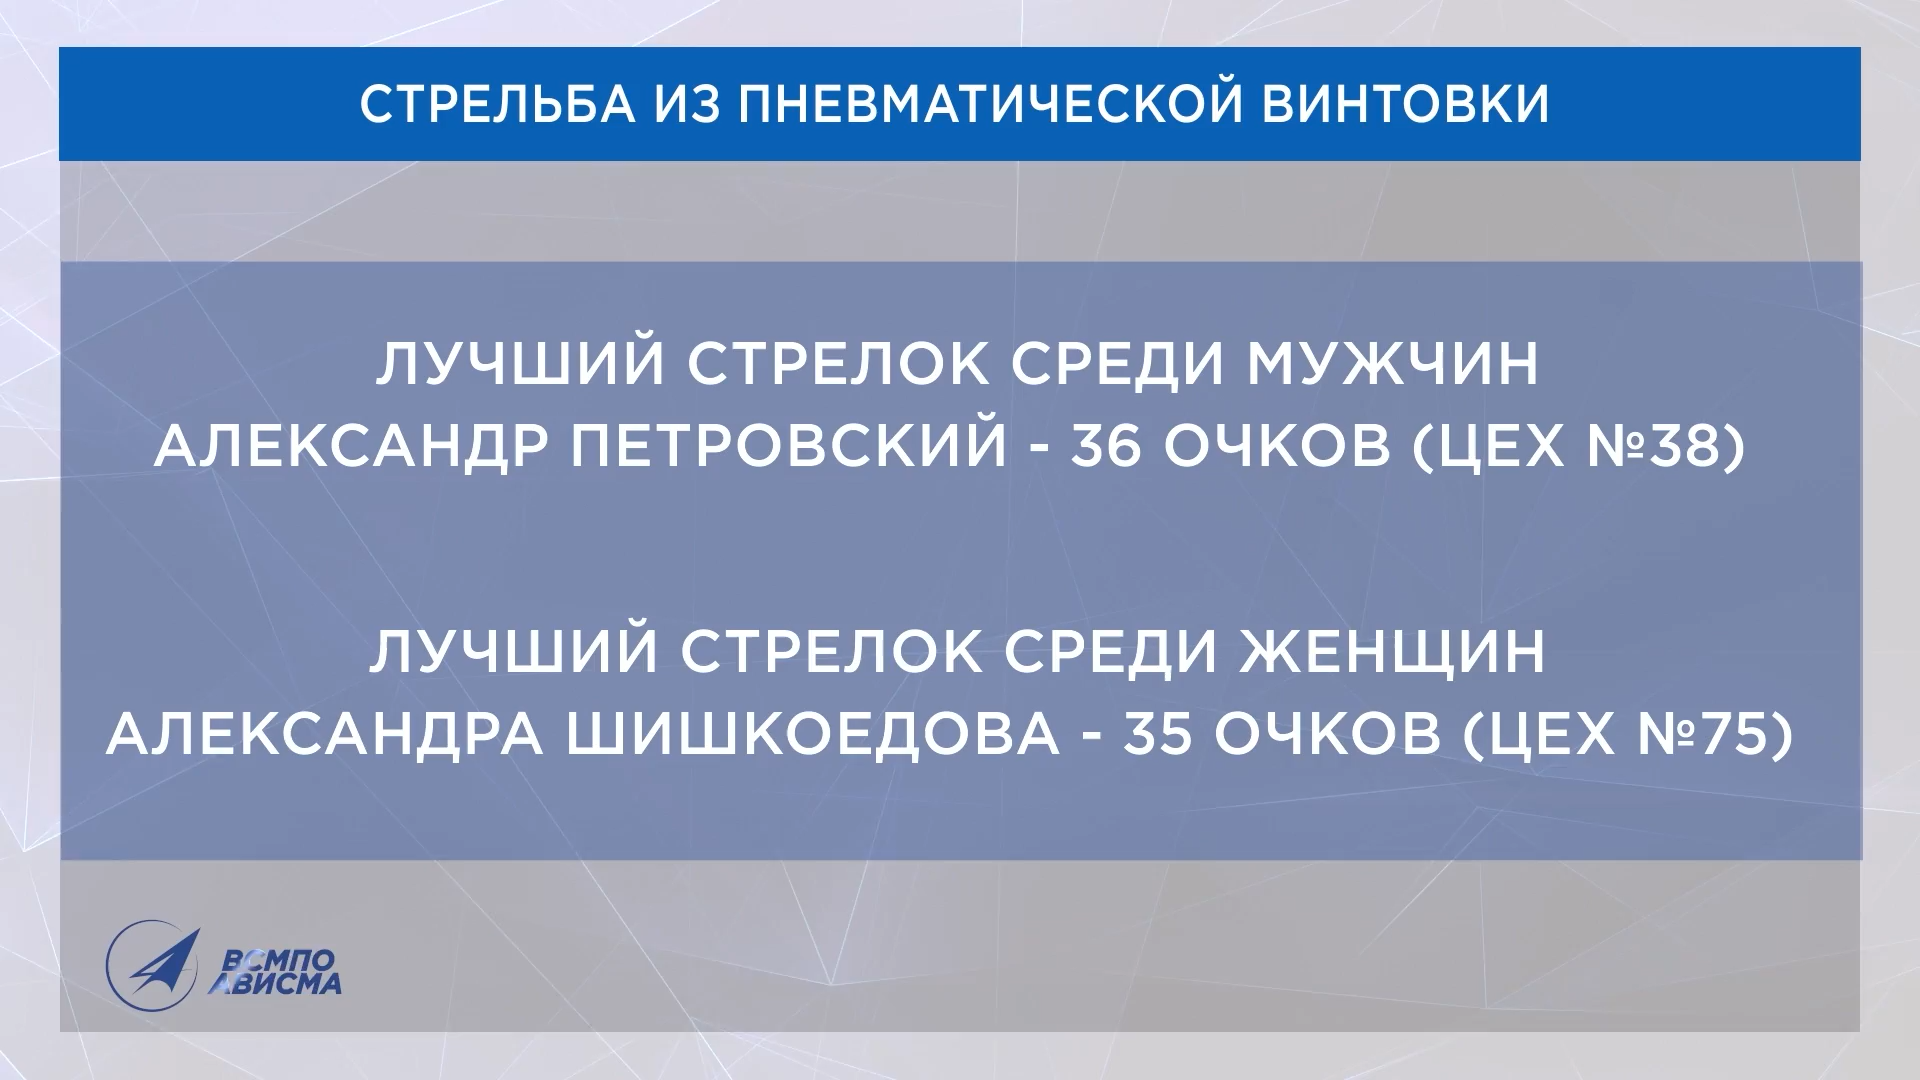 СТРЕЛЬБА ИЗ ПНЕВМАТИЧЕСКОЙ ВИНТОВКИ
ЛУЧШИЙ СТРЕЛОК СРЕДИ МУЖЧИН
АЛЕКСАНДР ПЕТРОВСКИЙ - 36 ОЧКОВ (ЦЕХ №38)
ЛУЧШИЙ СТРЕЛОК СРЕДИ ЖЕНЩИН
АЛЕКСАНДРА ШИШКОЕДОВА - 35 ОЧКОВ (ЦЕХ №75)
ВСМПО
АВИСМА